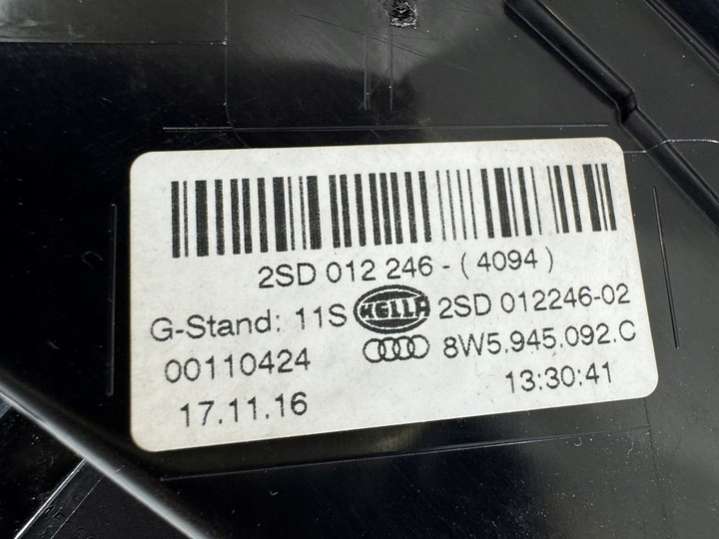 2SD 012 246 - ( 4094 )
G-Stand: 11S HELLA 2SD 012246-02
00110424 8W5.945.092.C
17.11.16 13:30:41